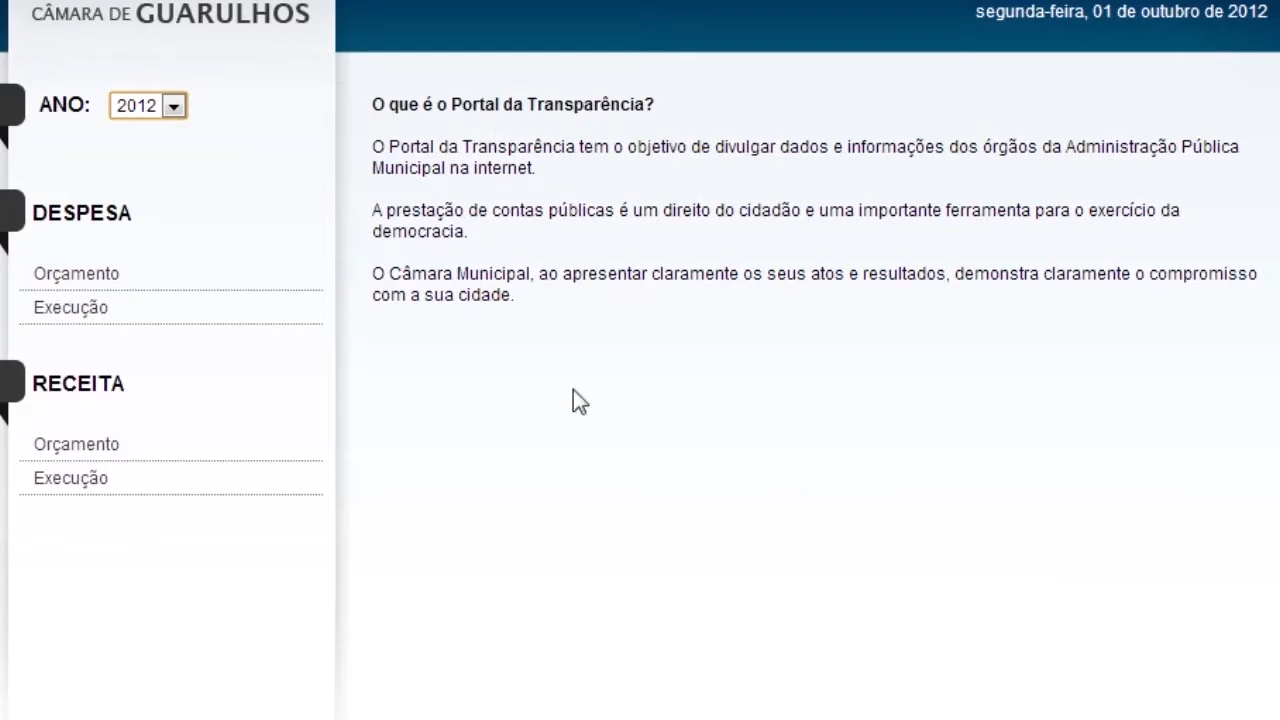 CÂMARA DE GUARULHOS
segunda-feira, 01 de outubro de 2012
ANO: 2012
DESPESA
Orçamento
Execução
RECEITA
Orçamento
Execução
O que é o Portal da Transparência?
O Portal da Transparência tem o objetivo de divulgar dados e informações dos órgãos da Administração Pública
Municipal na internet.
A prestação de contas públicas é um direito do cidadão e uma importante ferramenta para o exercício da
democracia.
O Câmara Municipal, ao apresentar claramente os seus atos e resultados, demonstra claramente o compromisso
com a sua cidade.